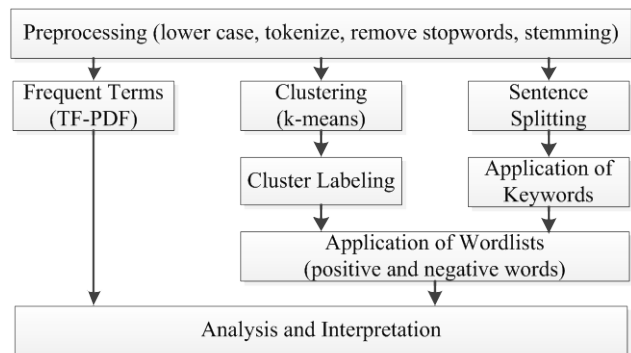 Preprocessing (lower case, tokenize, remove stopwords, stemming)
Frequent Terms
(TF-PDF)
Clustering
(k-means)
Sentence
Splitting
Cluster Labeling
Application of
Keywords
Application of Wordlists
(positive and negative words)
Analysis and Interpretation